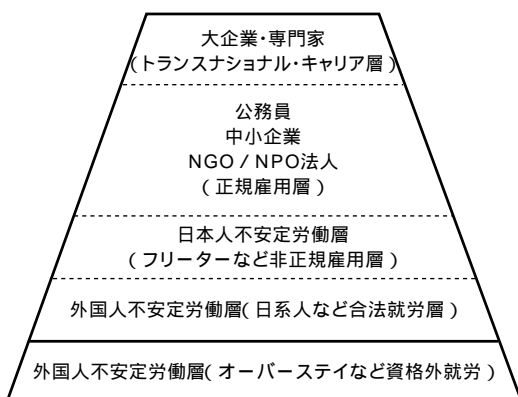 大企業・専門家
(トランスナショナル・キャリア層)
公務員
中小企業
NGO / NPO法人
(正規雇用層)
日本人不安定労働層
(フリーターなど非正規雇用層)
外国人不安定労働層(日系人など合法就労層)
外国人不安定労働層(オーバーステイなど資格外就労)